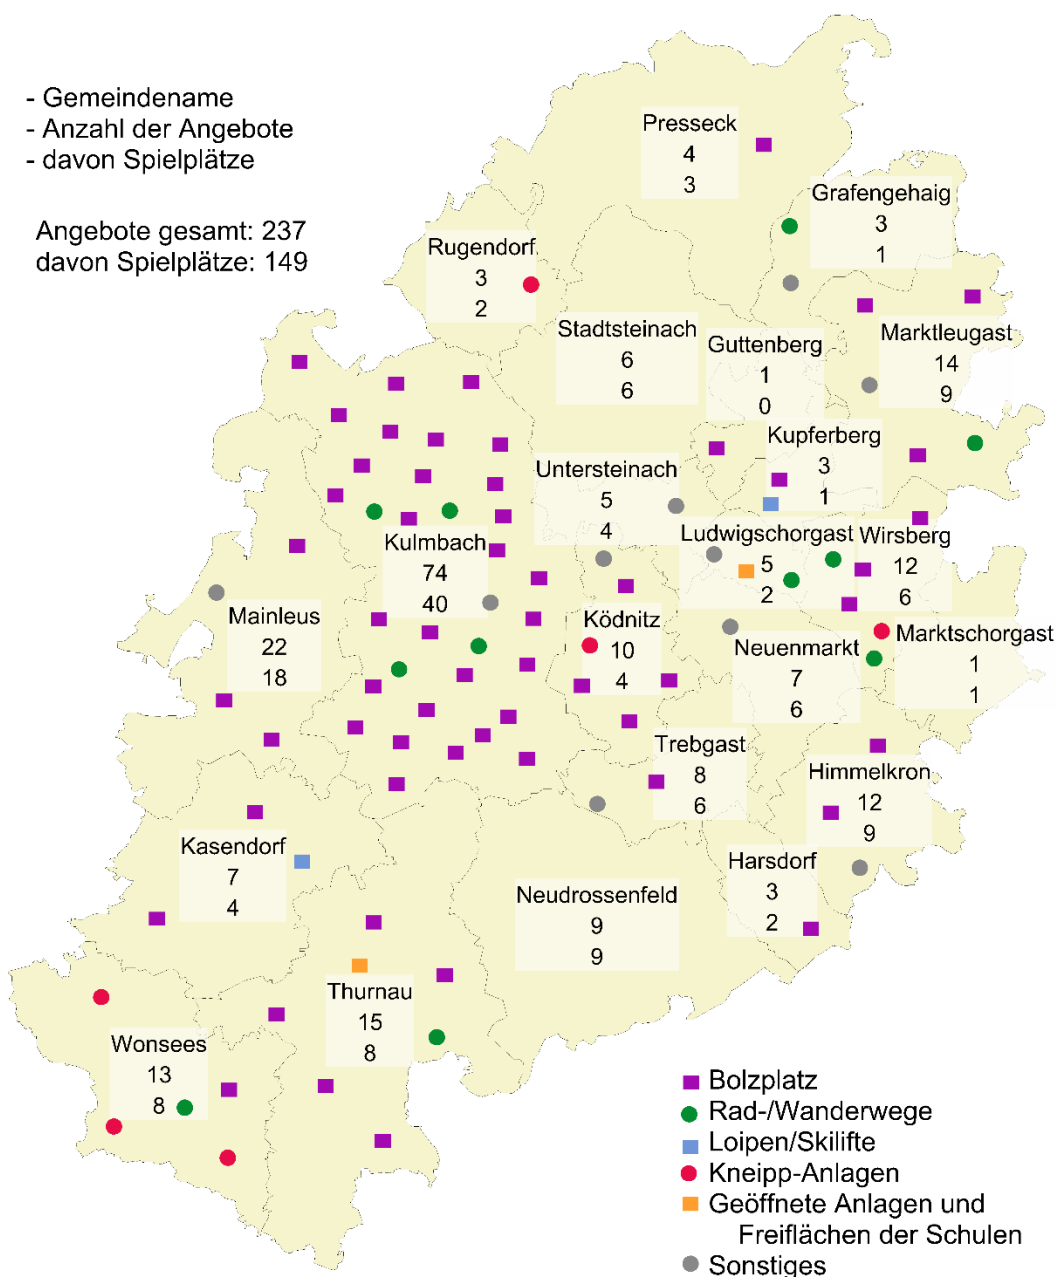 - Gemeindename
- Anzahl der Angebote
- davon Spielplätze
Angebote gesamt: 237
davon Spielplätze: 149
Presseck
4
3
Grafengehaig
3
1
Rugendorf
3
2
Stadtsteinach
6
6
Guttenberg
1
0
Marktleugast
14
9
Kupferberg
3
1
Untersteinach
5
4
Ludwigschorgast
5
2
Wirsberg
12
6
Kulmbach
74
40
Mainleus
22
18
Ködnitz
10
4
Neuenmarkt
7
6
Marktschorgast
1
1
Trebgast
8
6
Himmelkron
12
9
Kasendorf
7
4
Harsdorf
3
2
Neudrossenfeld
9
9
Thurnau
15
8
Wonsees
13
8
Bolzplatz
Rad-/Wanderwege
Loipen/Skilifte
Kneipp-Anlagen
Geöffnete Anlagen und
Freiflächen der Schulen
Sonstiges